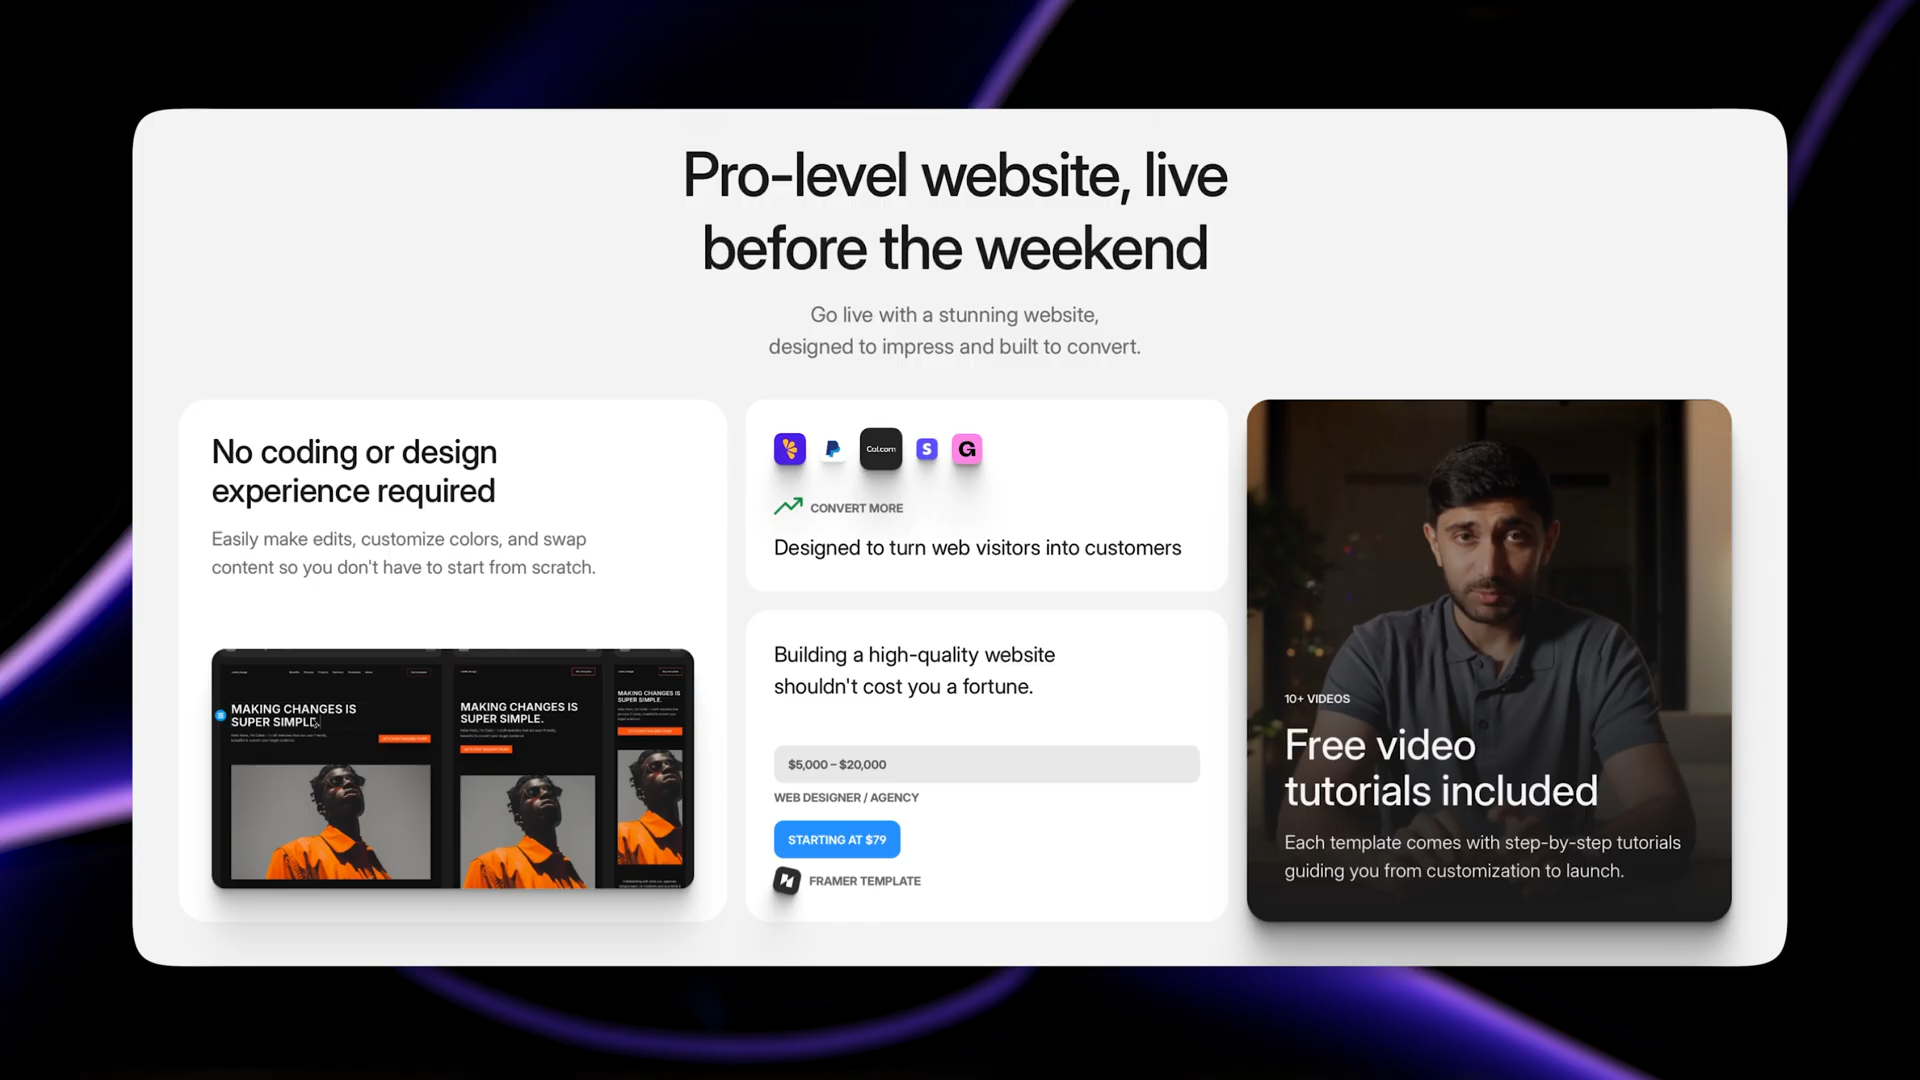 Pro-level website, live
before the weekend
Go live with a stunning website,
designed to impress and built to convert.
No coding or design
experience required
Easily make edits, customize colors, and swap
content so you don't have to start from scratch.
MAKING CHANGES IS
SUPER SIMPLE.
MAKING CHANGES IS
SUPER SIMPLE.
MAKING CHANGES IS
SUPER SIMPLE.
Cal.com
S
G
CONVERT MORE
Designed to turn web visitors into customers
Building a high-quality website
shouldn't cost you a fortune.
$5,000 – $20,000
WEB DESIGNER / AGENCY
STARTING AT $79
FRAMER TEMPLATE
10+ VIDEOS
Free video
tutorials included
Each template comes with step-by-step tutorials
guiding you from customization to launch.